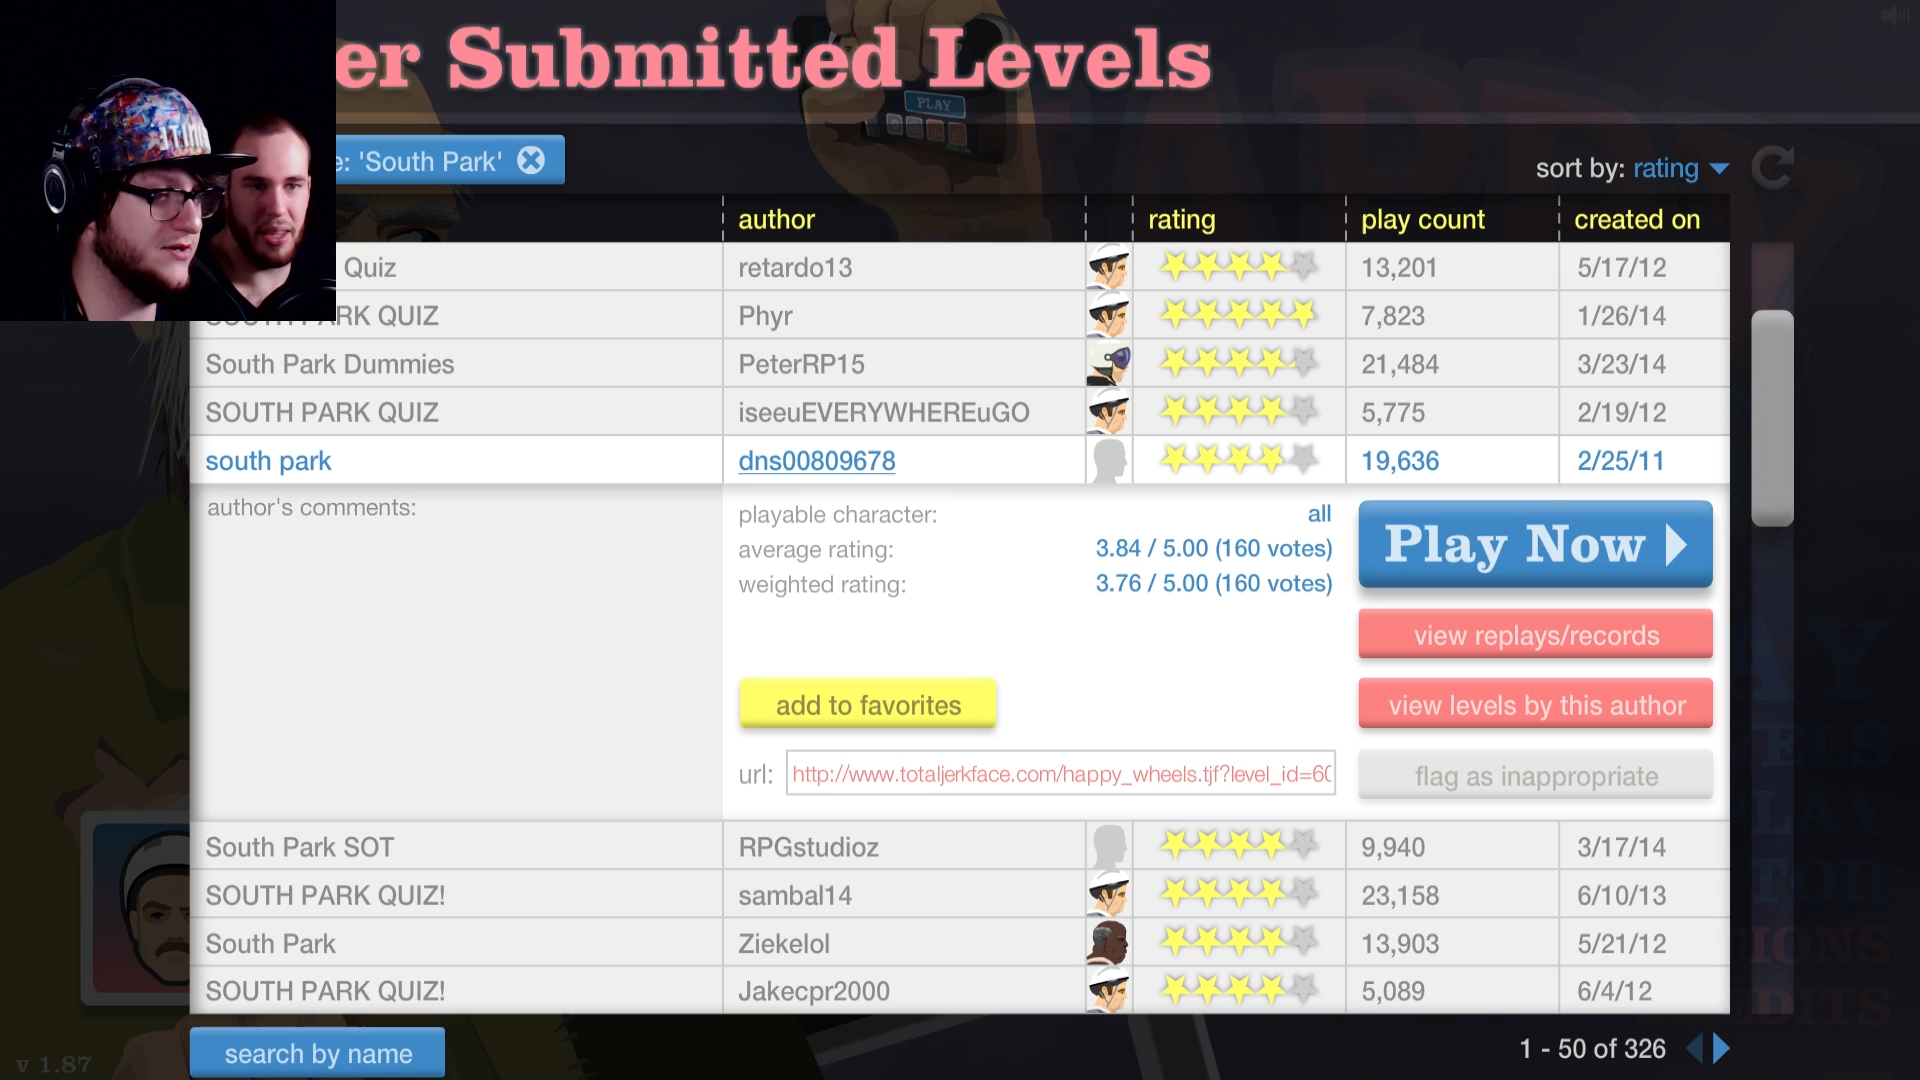 er Submitted Levels
PLAY
e: 'South Park'
sort by: rating
author rating play count created on
Quiz retardo13 13,201 5/17/12
SOUTH PARK QUIZ Phyr 7,823 1/26/14
South Park Dummies PeterRP15 21,484 3/23/14
SOUTH PARK QUIZ iseeuEVERYWHEREuGO 5,775 2/19/12
south park dns00809678 19,636 2/25/11
author's comments:
playable character: all
average rating: 3.84 / 5.00 (160 votes)
weighted rating: 3.76 / 5.00 (160 votes)
Play Now
view replays/records
add to favorites
view levels by this author
url: http://www.totaljerkface.com/happy_wheels.tjf?level_id=60
flag as inappropriate
South Park SOT RPGstudioz 9,940 3/17/14
SOUTH PARK QUIZ! sambal14 23,158 6/10/13
South Park Ziekelol 13,903 5/21/12
SOUTH PARK QUIZ! Jakecpr2000 5,089 6/4/12
search by name
1 - 50 of 326
v 1.87